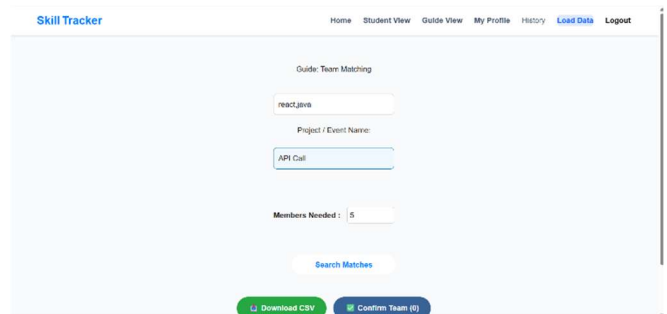 Skill Tracker Home Student View Guide View My Profile History Load Data Logout
Guide: Team Matching
react,java
Project / Event Name:
API Call
Members Needed : 5
Search Matches
Download CSV Confirm Team (0)